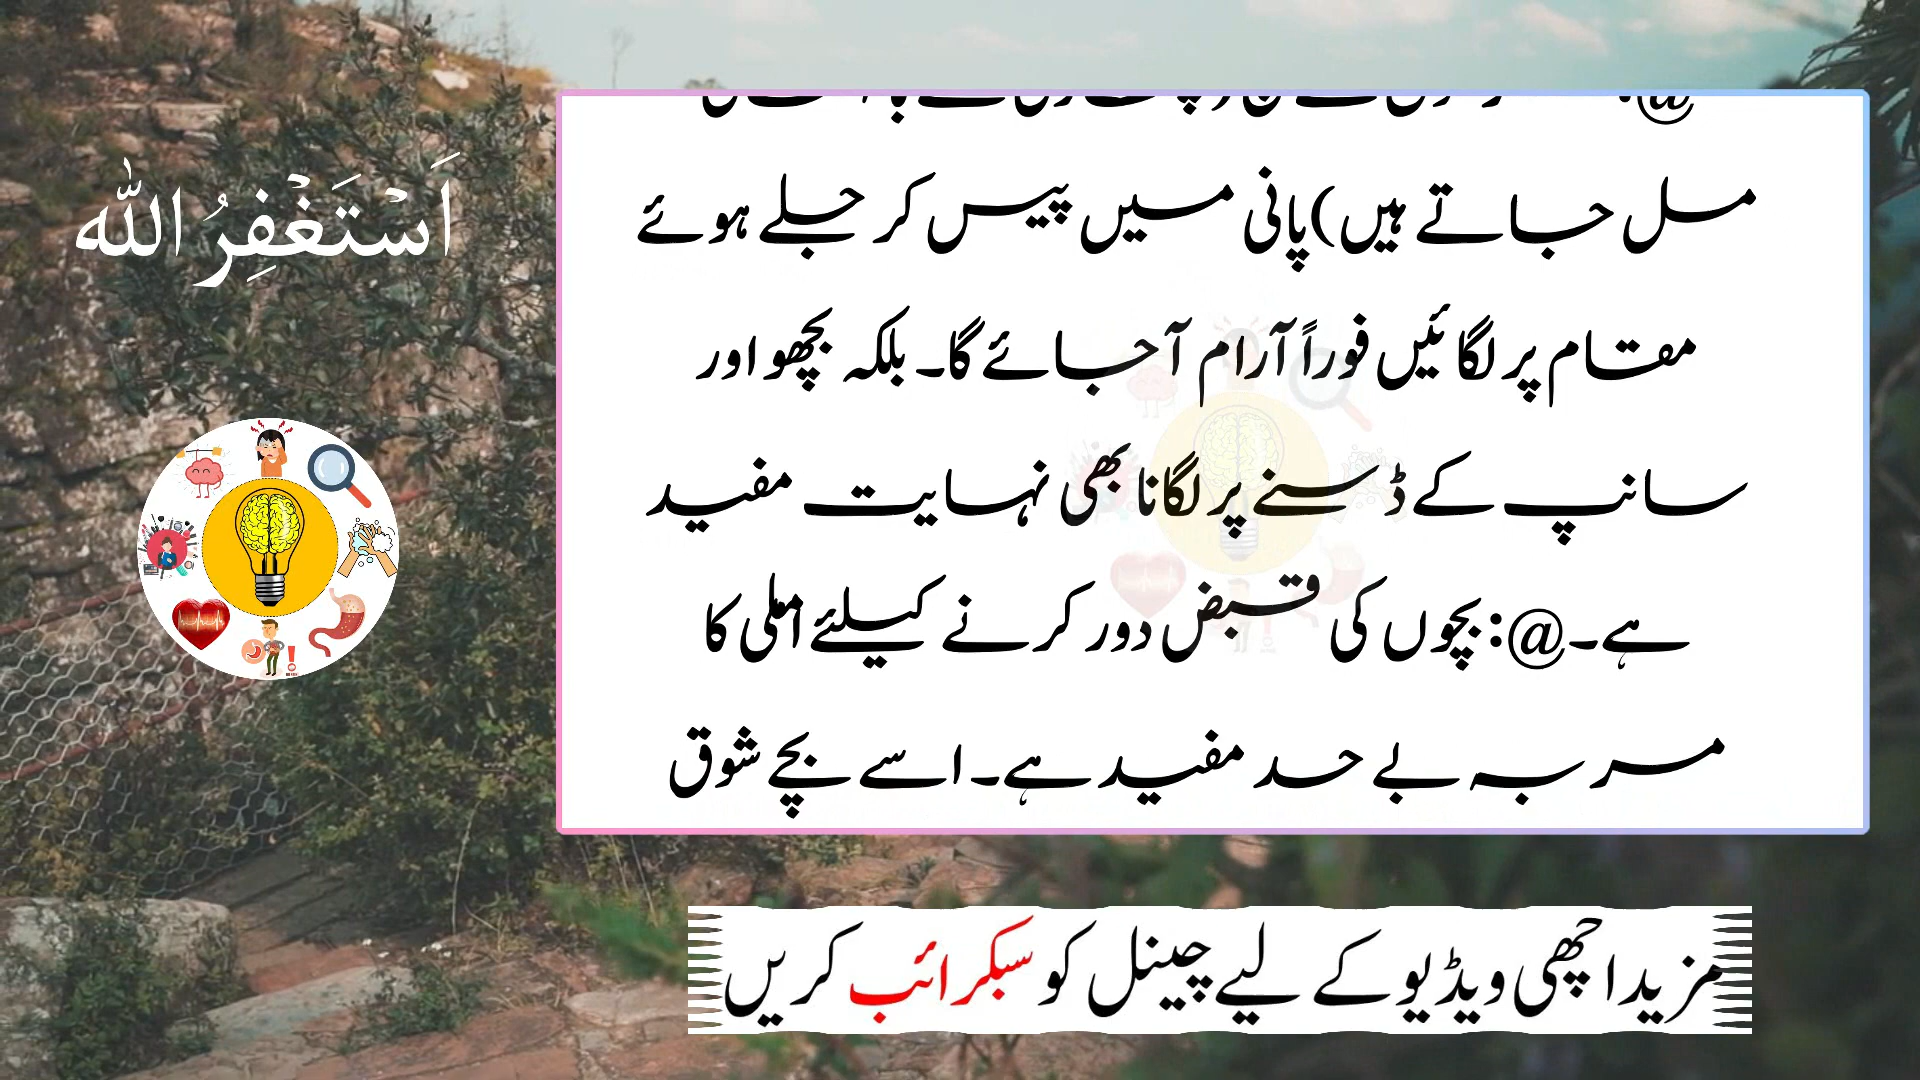 اَسْتَغْفِرُ اللہ
مل جاتے ہیں)پانی میں پیس کر جلے ہوئے
مقام پر لگائیں فوراً آرام آجائے گا۔ بلکہ بچھو اور
سانپ کے ڈسنے پر لگانا بھی نہایت مفید
ہے۔@: بچوں کی قبض دور کرنے کیلئے املی کا
مربہ بے حد مفید ہے۔ اسے بچے شوق
مزید اچھی ویڈیو کے لیے چینل کو سبکرائب کریں